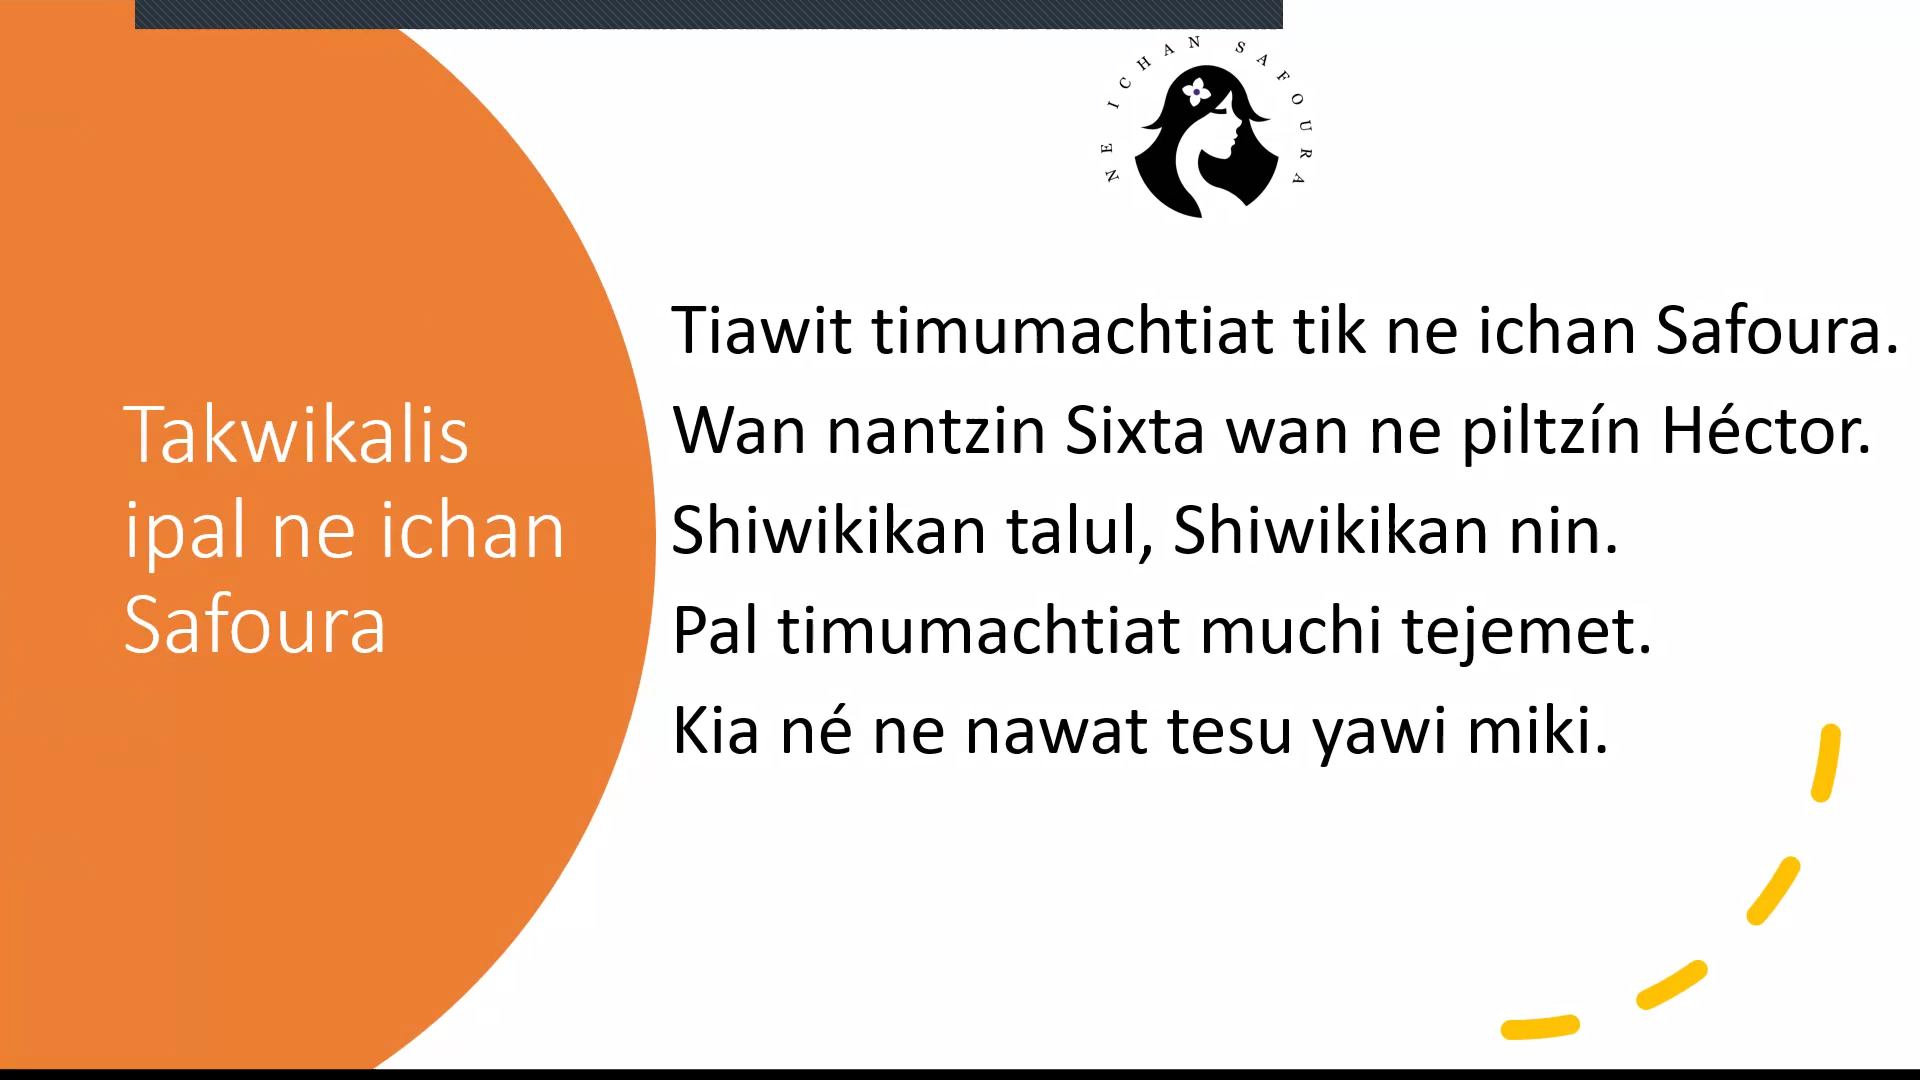 NE ICHAN SAFOURA
Takwikalis
ipal ne ichan
Safoura
Tiawit timumachtiat tik ne ichan Safoura.
Wan nantzin Sixta wan ne piltzín Héctor.
Shiwikikan talul, Shiwikikan nin.
Pal timumachtiat muchi tejemet.
Kia né ne nawat tesu yawi miki.